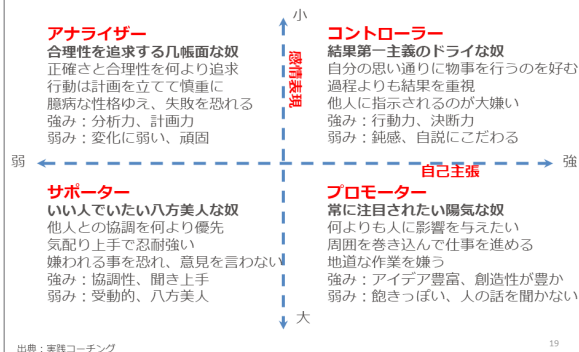 小
アナライザー
合理性を追求する几帳面な奴
正確さと合理性を何より追求
行動は計画を立てて慎重に
臆病な性格ゆえ、失敗を恐れる
強み:分析力、計画力
弱み:変化に弱い、頑固
感情表現
コントローラー
結果第一主義のドライな奴
自分の思い通りに物事を行うのを好む
過程よりも結果を重視
他人に指示されるのが大嫌い
強み:行動力、決断力
弱み:鈍感、自説にこだわる
弱
強
自己主張
サポーター
いい人でいたい八方美人な奴
他人との協調を何より優先
気配り上手で忍耐強い
嫌われる事を恐れ、意見を言わない
強み:協調性、聞き上手
弱み:受動的、八方美人
プロモーター
常に注目されたい陽気な奴
何よりも人に影響を与えたい
周囲を巻き込んで仕事を進める
地道な作業を嫌う
強み:アイデア豊富、創造性が豊か
弱み:飽きっぽい、人の話を聞かない
大
出典:実践コーチング
19